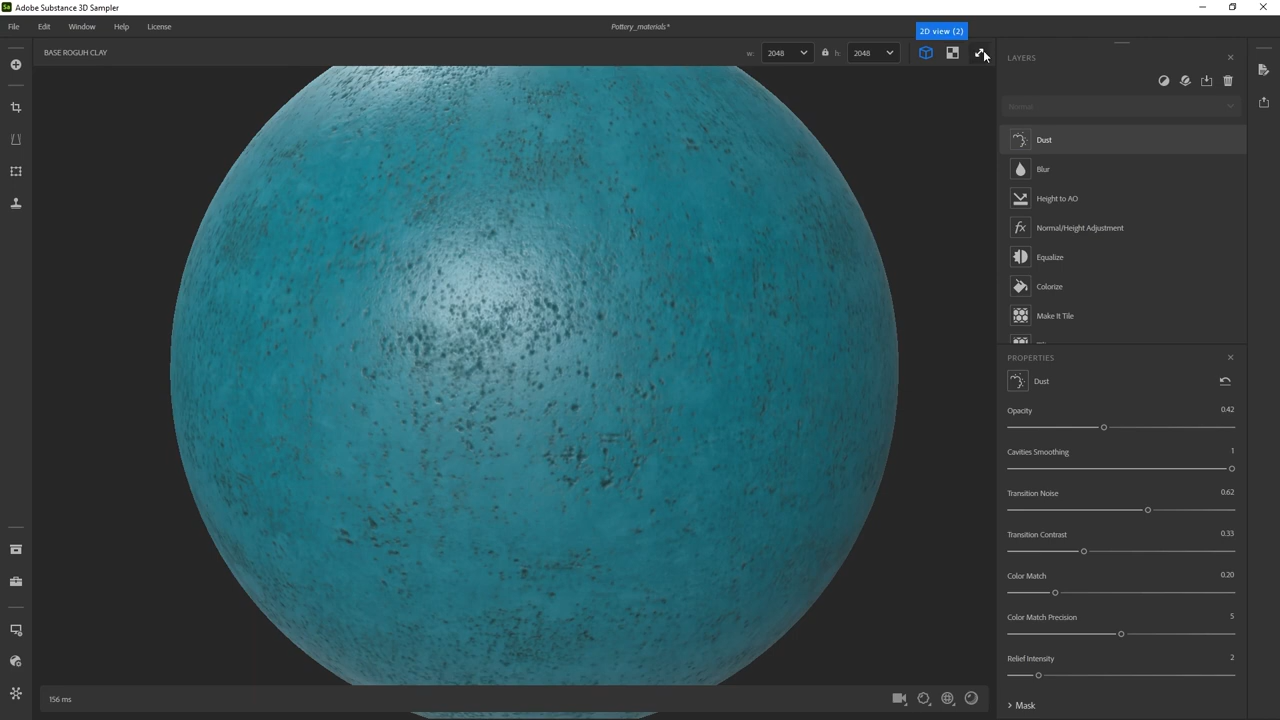 Sa Adobe Substance 3D Sampler
File Edit Window Help License
Pottery_materials*
2D view (2)
BASE ROGUH CLAY
w: 2048 h: 2048
LAYERS
Normal
Dust
Blur
Height to AO
fx Normal/Height Adjustment
Equalize
Colorize
Make It Tile
PROPERTIES
Dust
Opacity 0.42
Cavities Smoothing 1
Transition Noise 0.62
Transition Contrast 0.33
Color Match 0.20
Color Match Precision 5
Relief Intensity 2
Mask
156 ms